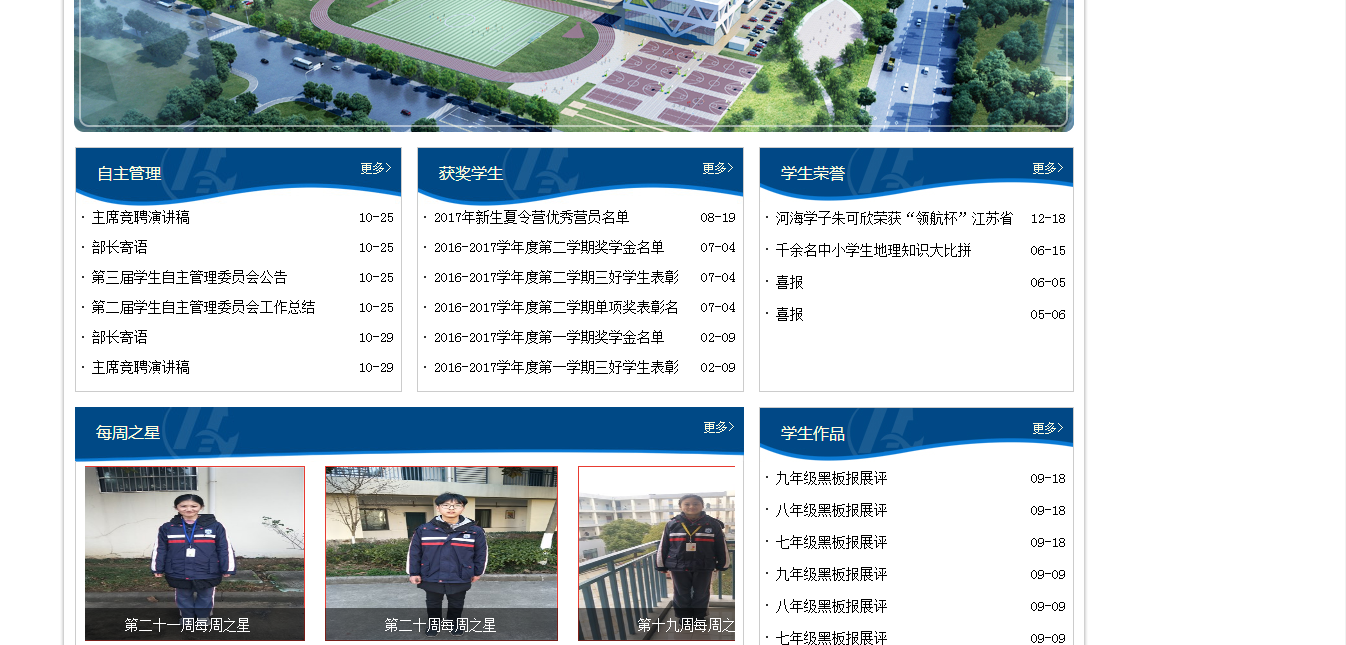 自主管理 更多>
· 主席竞聘演讲稿 10-25
· 部长寄语 10-25
· 第三届学生自主管理委员会公告 10-25
· 第二届学生自主管理委员会工作总结 10-25
· 部长寄语 10-29
· 主席竞聘演讲稿 10-29
获奖学生 更多>
· 2017年新生夏令营优秀营员名单 08-19
· 2016-2017学年度第二学期奖学金名单 07-04
· 2016-2017学年度第二学期三好学生表彰 07-04
· 2016-2017学年度第二学期单项奖表彰名 07-04
· 2016-2017学年度第一学期奖学金名单 02-09
· 2016-2017学年度第一学期三好学生表彰 02-09
学生荣誉 更多>
· 河海学子朱可欣荣获“领航杯”江苏省 12-18
· 千余名中小学生地理知识大比拼 06-15
· 喜报 06-05
· 喜报 05-06
每周之星 更多>
第二十一周每周之星
第二十周每周之星
第十九周每周之
学生作品 更多>
· 九年级黑板报展评 09-18
· 八年级黑板报展评 09-18
· 七年级黑板报展评 09-18
· 九年级黑板报展评 09-09
· 八年级黑板报展评 09-09
· 七年级黑板报展评 09-09